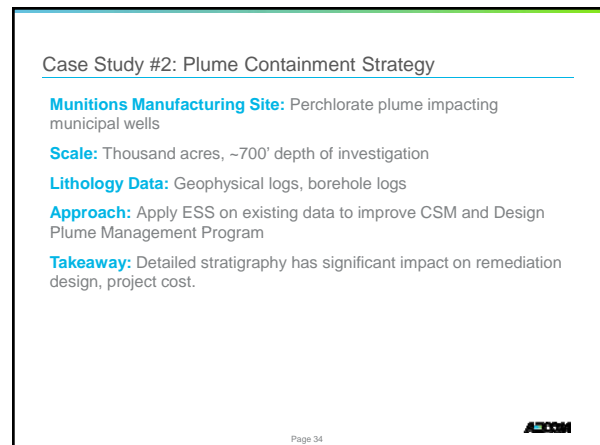 Case Study #2: Plume Containment Strategy
Munitions Manufacturing Site: Perchlorate plume impacting
municipal wells
Scale: Thousand acres, ~700’ depth of investigation
Lithology Data: Geophysical logs, borehole logs
Approach: Apply ESS on existing data to improve CSM and Design
Plume Management Program
Takeaway: Detailed stratigraphy has significant impact on remediation
design, project cost.
Page 34
AECOM